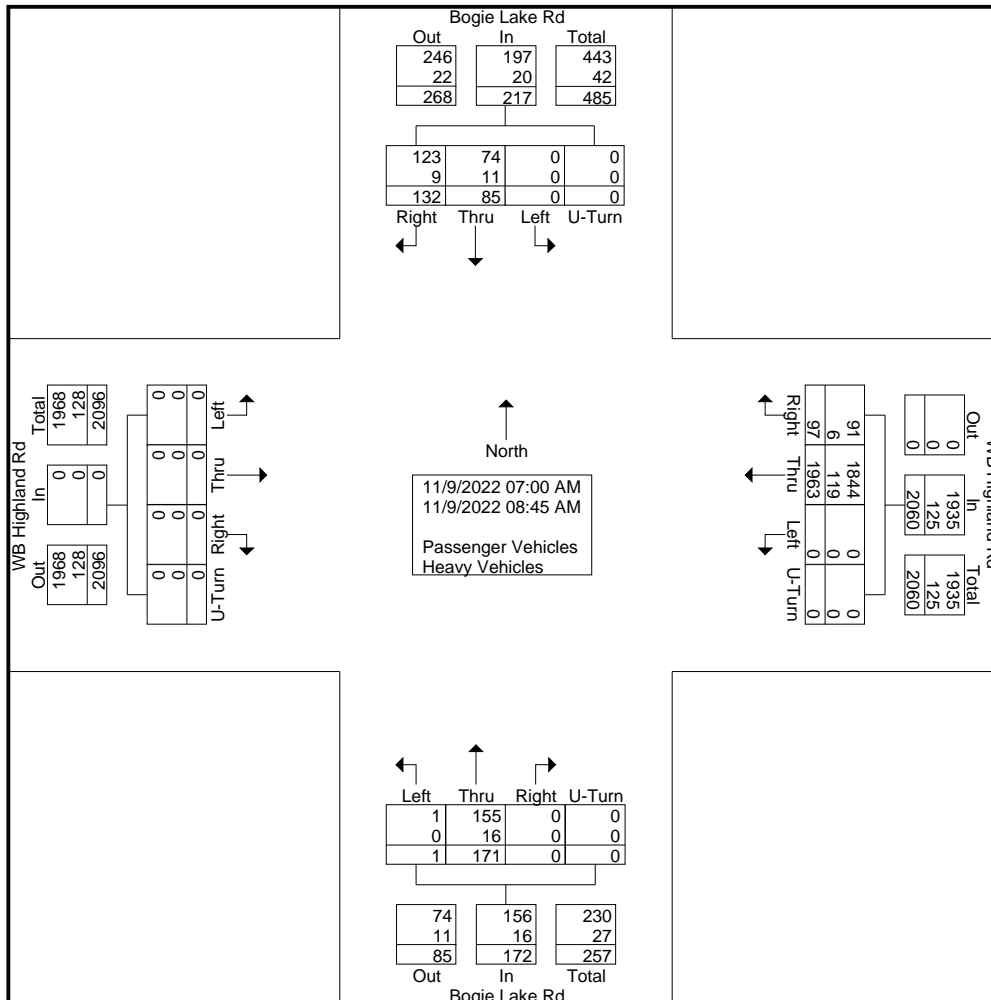 Bogie Lake Rd
Out In Total
246 197 443
22 20 42
268 217 485
123 74 0 0
9 11 0 0
132 85 0 0
Right Thru Left U-Turn
WB Highland Rd
Total In Out
1968 0 1968
128 0 128
2096 0 2096
0 0 0 0
0 0 0 0
0 0 0 0
Left Thru Right U-Turn
North
11/9/2022 07:00 AM
11/9/2022 08:45 AM
Passenger Vehicles
Heavy Vehicles
WB Highland Rd
Out In Total
0 1935 1935
0 125 125
0 2060 2060
91 1844 0 0
6 119 0 0
97 1963 0 0
Right Thru Left U-Turn
Left Thru Right U-Turn
1 155 0 0
0 16 0 0
1 171 0 0
74 156 230
11 16 27
85 172 257
Out In Total
Bogie Lake Rd